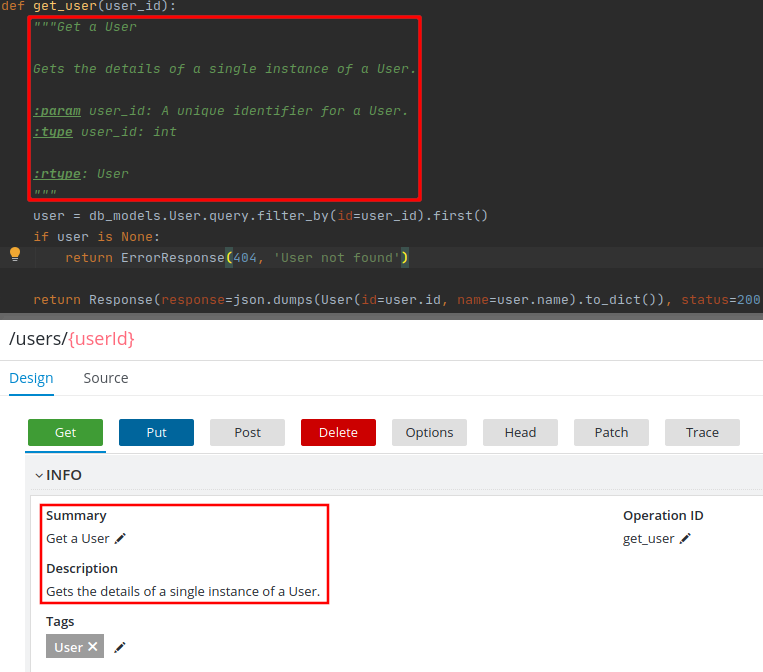 def get_user(user_id):
"""Get a User
Gets the details of a single instance of a User.
:param user_id: A unique identifier for a User.
:type user_id: int
:rtype: User
"""
user = db_models.User.query.filter_by(id=user_id).first()
if user is None:
return ErrorResponse(404, 'User not found')
return Response(response=json.dumps(User(id=user.id, name=user.name).to_dict()), status=200
/users/{userId}
Design Source
Get Put Post Delete Options Head Patch Trace
INFO
Summary Operation ID
Get a User get_user
Description
Gets the details of a single instance of a User.
Tags
User ✕